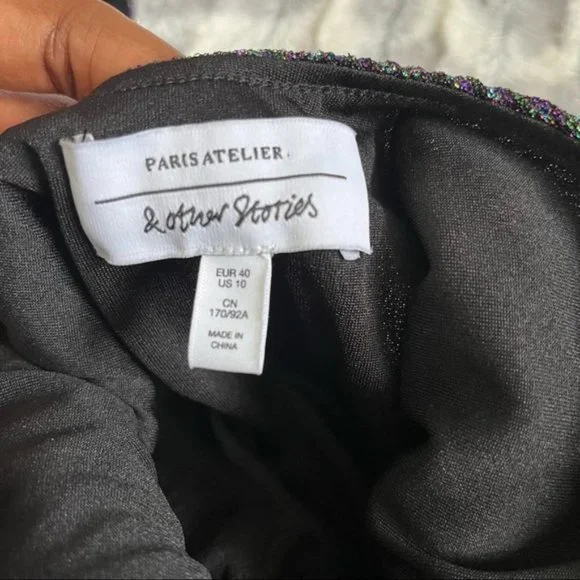 PARIS ATELIER
& other Stories
EUR 40
US 10
CN
170/92A
MADE IN
CHINA